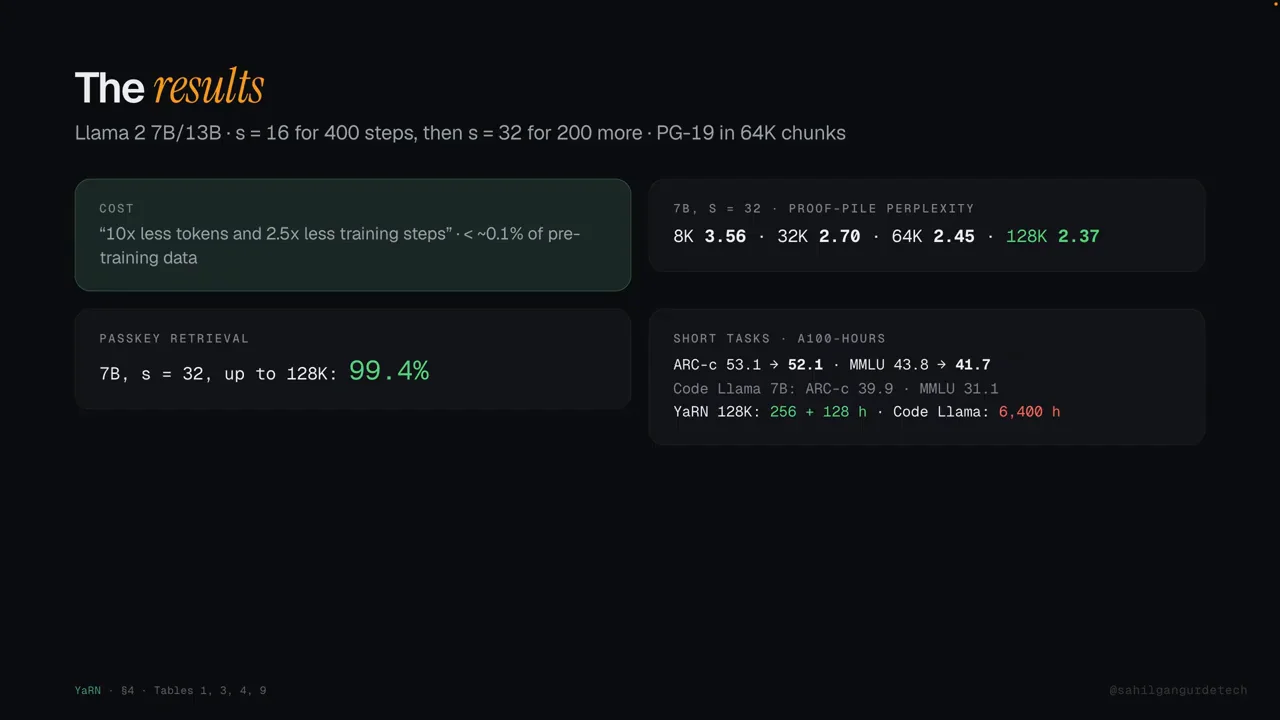 The results
Llama 2 7B/13B · s = 16 for 400 steps, then s = 32 for 200 more · PG-19 in 64K chunks
COST
“10x less tokens and 2.5x less training steps” · < ~0.1% of pre-
training data
7B, S = 32 · PROOF-PILE PERPLEXITY
8K 3.56 · 32K 2.70 · 64K 2.45 · 128K 2.37
PASSKEY RETRIEVAL
7B, s = 32, up to 128K: 99.4%
SHORT TASKS · A100-HOURS
ARC-c 53.1 → 52.1 · MMLU 43.8 → 41.7
Code Llama 7B: ARC-c 39.9 · MMLU 31.1
YaRN 128K: 256 + 128 h · Code Llama: 6,400 h
YaRN · §4 · Tables 1, 3, 4, 9
@sahilgangurdetech